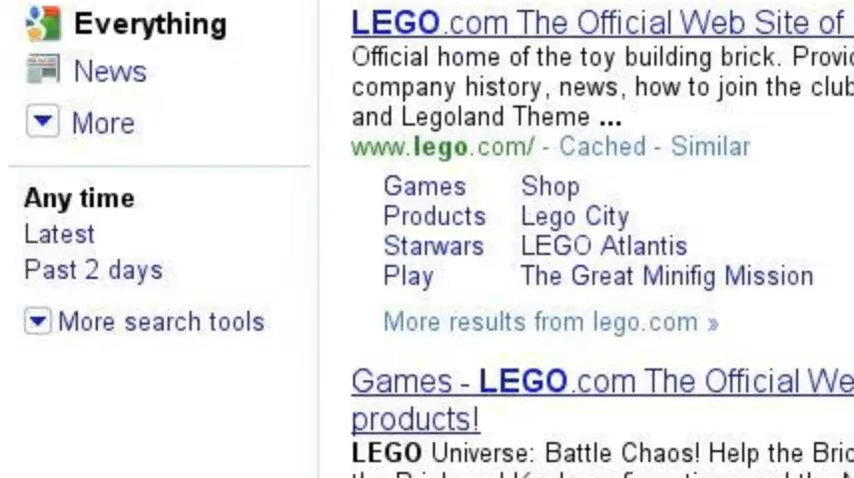 Everything
News
More
Any time
Latest
Past 2 days
More search tools
LEGO.com The Official Web Site of
Official home of the toy building brick.
company history, news, how to join the club
and Legoland Theme ...
www.lego.com/ - Cached - Similar
Games Shop
Products Lego City
Starwars LEGO Atlantis
Play The Great Minifig Mission
More results from lego.com »
Games - LEGO.com The Official
products!
LEGO Universe: Battle Chaos! Help the